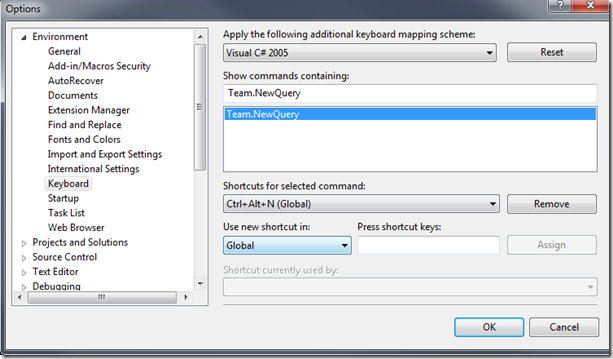 Options
Environment
General
Add-in/Macros Security
AutoRecover
Documents
Extension Manager
Find and Replace
Fonts and Colors
Import and Export Settings
International Settings
Keyboard
Startup
Task List
Web Browser
Projects and Solutions
Source Control
Text Editor
Debugging
Apply the following additional keyboard mapping scheme:
Visual C# 2005
Reset
Show commands containing:
Team.NewQuery
Team.NewQuery
Shortcuts for selected command:
Ctrl+Alt+N (Global)
Remove
Use new shortcut in:
Press shortcut keys:
Global
Assign
Shortcut currently used by:
OK
Cancel